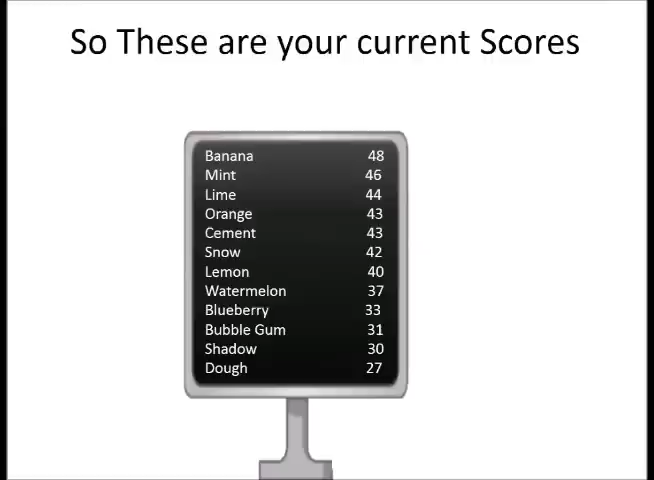 So These are your current Scores
Banana 48
Mint 46
Lime 44
Orange 43
Cement 43
Snow 42
Lemon 40
Watermelon 37
Blueberry 33
Bubble Gum 31
Shadow 30
Dough 27